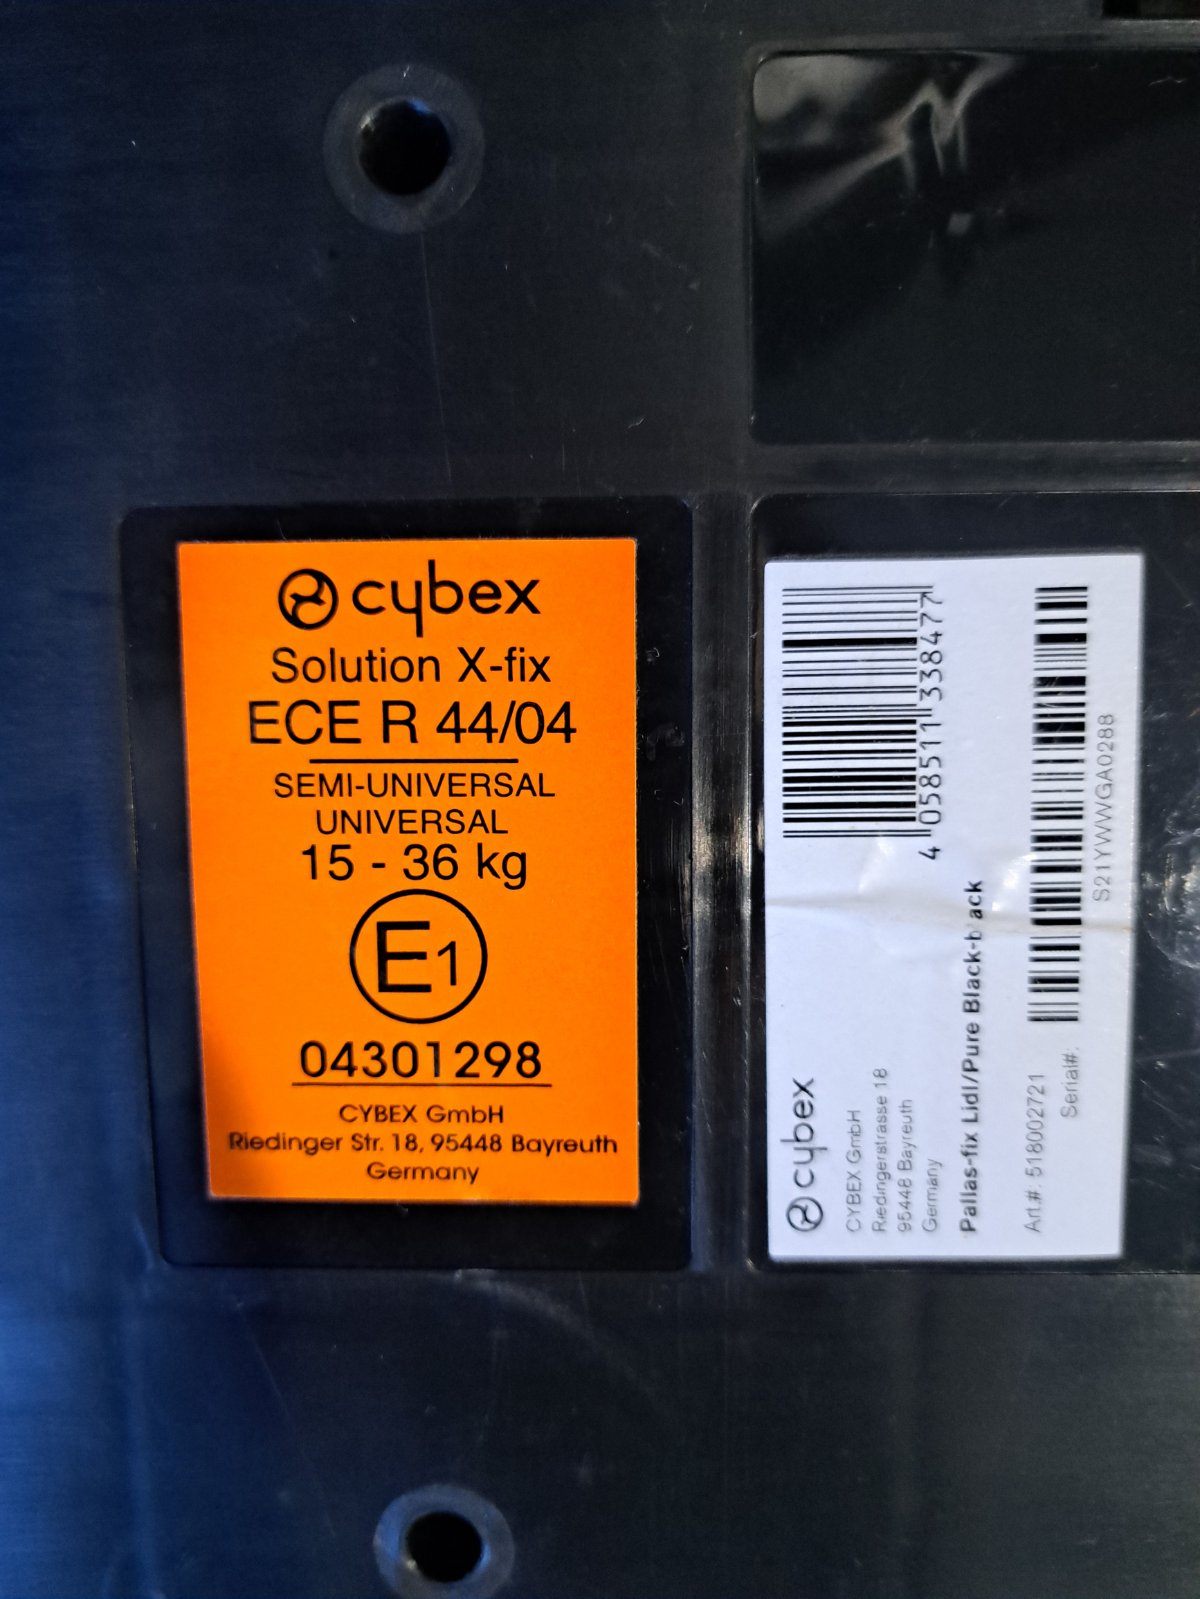 cybex
Solution X-fix
ECE R 44/04
SEMI-UNIVERSAL
UNIVERSAL
15 - 36 kg
E1
04301298
CYBEX GmbH
Riedinger Str. 18, 95448 Bayreuth
Germany
4 058511 338477
cybex
CYBEX GmbH
Riedingerstrasse 18
95448 Bayreuth
Germany
Pallas-fix Lidl/Pure Black-black
Art.#: 518002721
Serial#:
S21YWWGA0288